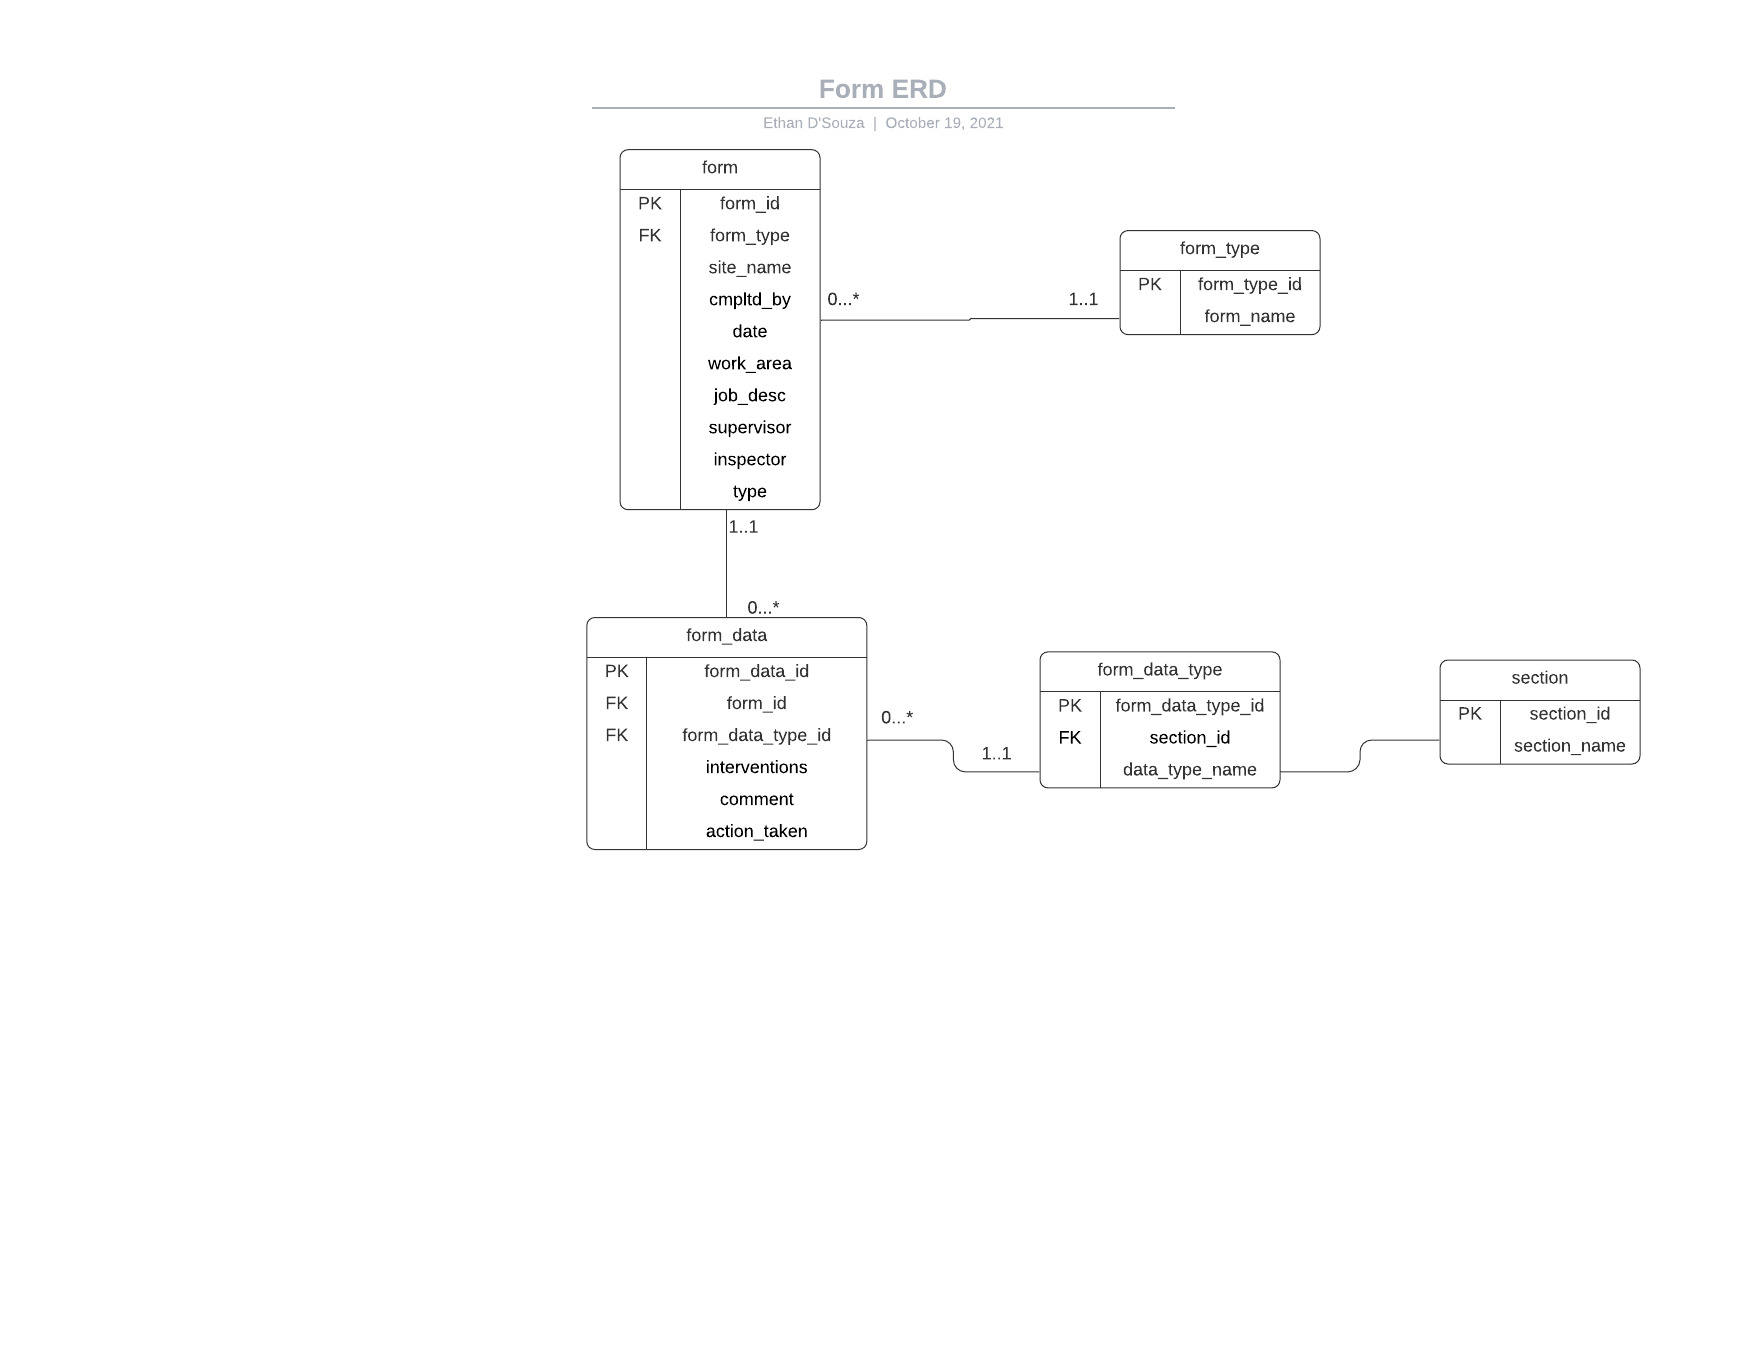 Form ERD
Ethan D'Souza | October 19, 2021
form
PK form_id
FK form_type
site_name
cmpltd_by
date
work_area
job_desc
supervisor
inspector
type
0...*
1..1
form_type
PK form_type_id
form_name
1..1
0...*
form_data
PK form_data_id
FK form_id
FK form_data_type_id
interventions
comment
action_taken
0...*
1..1
form_data_type
PK form_data_type_id
FK section_id
data_type_name
section
PK section_id
section_name